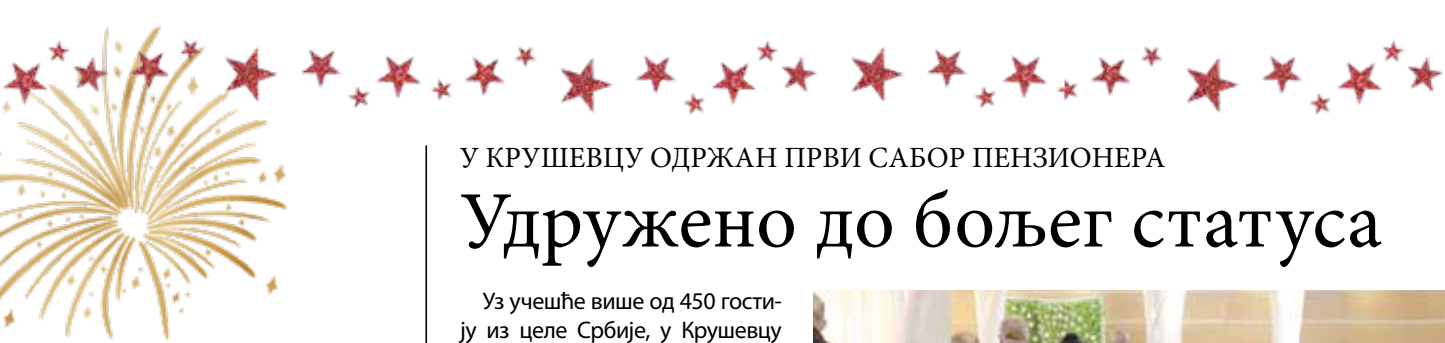 У КРУШЕВЦУ ОДРЖАН ПРВИ САБОР ПЕНЗИОНЕРА
Удружено до бољег статуса
Уз учешће више од 450 гости-
ју из целе Србије, у Крушевцу